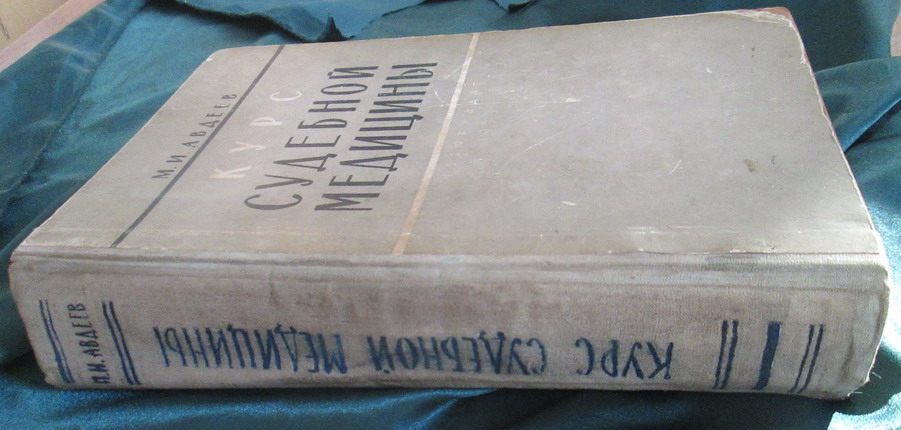 М.И.АВДЕЕВ
КУРС
СУДЕБНОЙ
МЕДИЦИНЫ
М.И.АВДЕЕВ
КУРС СУДЕБНОЙ МЕДИЦИНЫ